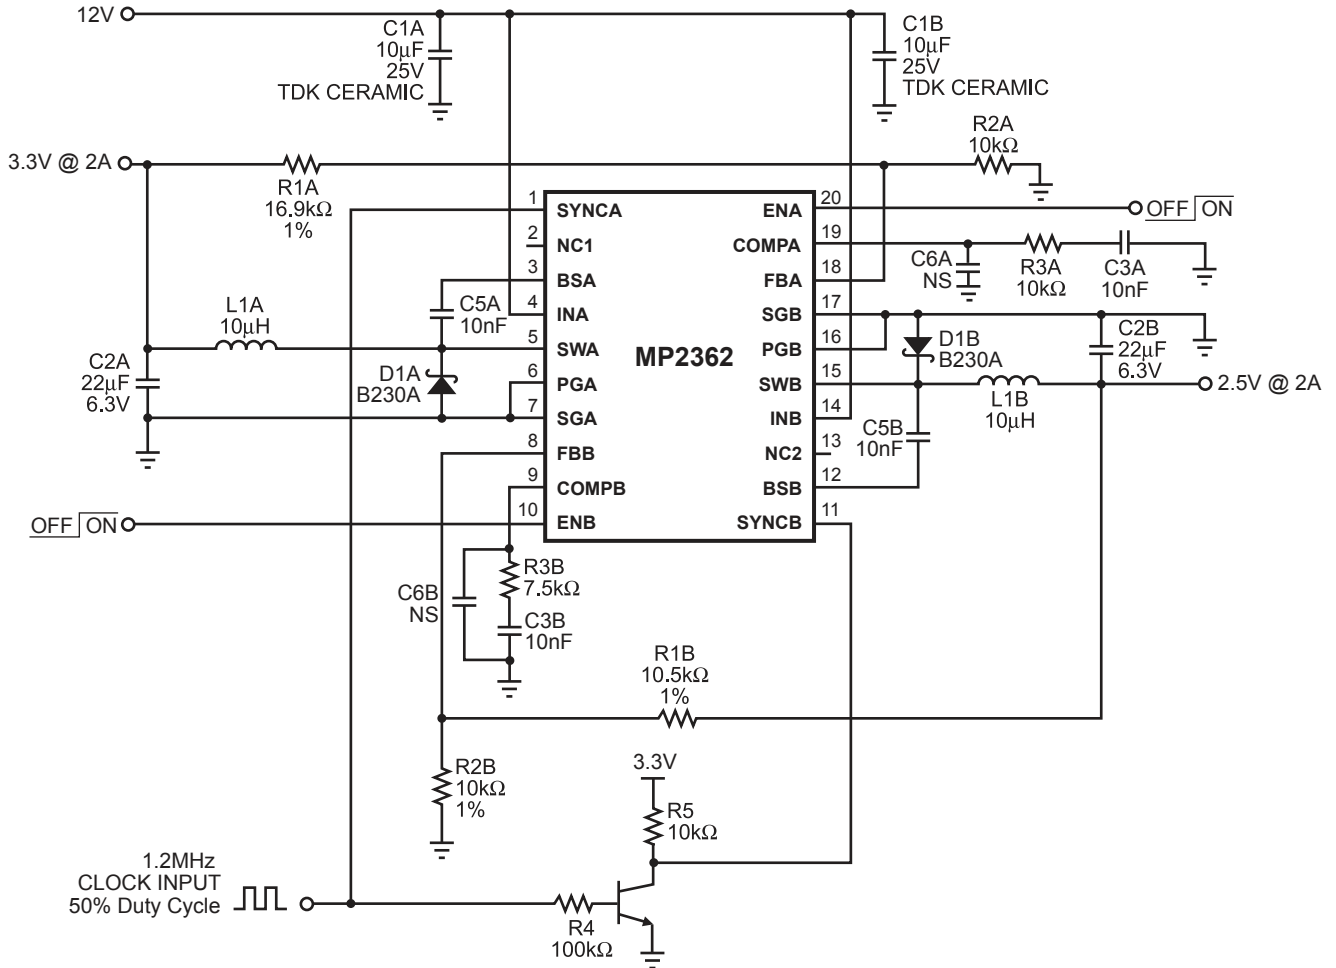 12V
C1A
10µF
25V
TDK CERAMIC
C1B
10µF
25V
TDK CERAMIC
3.3V @ 2A
R1A
16.9kΩ
1%
R2A
10kΩ
OFF ON
1 SYNCA
2 NC1
3 BSA
4 INA
5 SWA
6 PGA
7 SGA
8 FBB
9 COMPB
10 ENB
MP2362
20 ENA
19 COMPA
18 FBA
17 SGB
16 PGB
15 SWB
14 INB
13 NC2
12 BSB
11 SYNCB
C6A
NS
R3A
10kΩ
C3A
10nF
L1A
10µH
C5A
10nF
C2A
22µF
6.3V
D1A
B230A
D1B
B230A
C2B
22µF
6.3V
2.5V @ 2A
L1B
10µH
C5B
10nF
OFF ON
C6B
NS
R3B
7.5kΩ
C3B
10nF
R1B
10.5kΩ
1%
R2B
10kΩ
1%
3.3V
R5
10kΩ
1.2MHz
CLOCK INPUT
50% Duty Cycle
R4
100kΩ